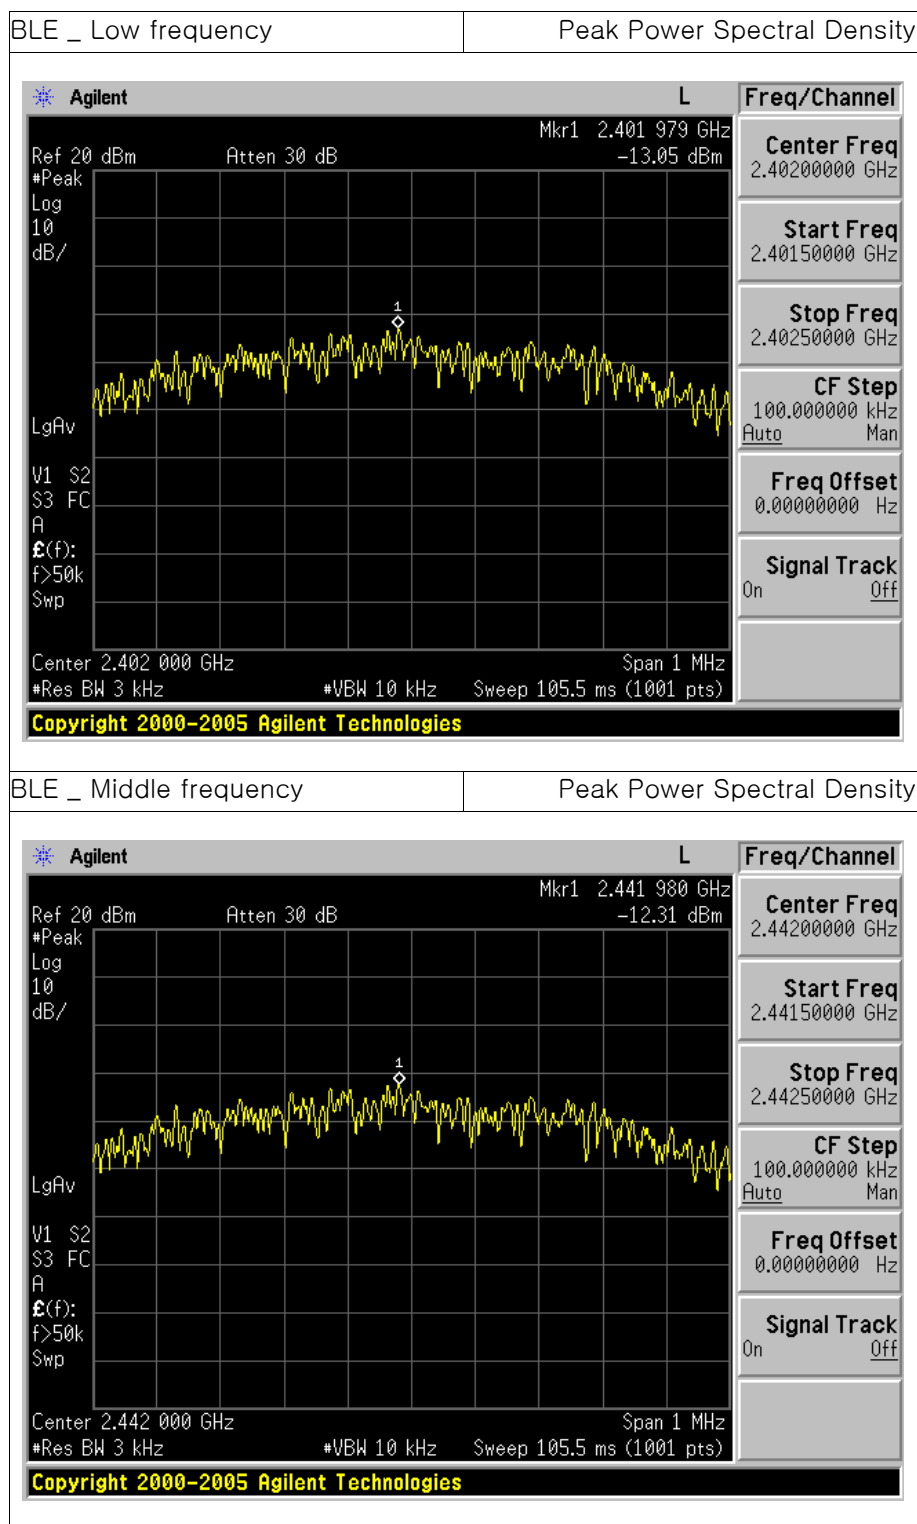 BLE _ Low frequency
Peak Power Spectral Density
Agilent
L
Freq/Channel
Mkr1 2.401 979 GHz
Ref 20 dBm
Atten 30 dB
-13.05 dBm
#Peak
Log
10
dB/
1
LgAv
V1 S2
S3 FC
A
£(f):
f>50k
Swp
Center 2.402 000 GHz
Span 1 MHz
#Res BW 3 kHz
#VBW 10 kHz
Sweep 105.5 ms (1001 pts)
Copyright 2000-2005 Agilent Technologies
Center Freq
2.40200000 GHz
Start Freq
2.40150000 GHz
Stop Freq
2.40250000 GHz
CF Step
100.000000 kHz
Auto Man
Freq Offset
0.00000000 Hz
Signal Track
On Off
BLE _ Middle frequency
Peak Power Spectral Density
Agilent
L
Freq/Channel
Mkr1 2.441 980 GHz
Ref 20 dBm
Atten 30 dB
-12.31 dBm
#Peak
Log
10
dB/
1
LgAv
V1 S2
S3 FC
A
£(f):
f>50k
Swp
Center 2.442 000 GHz
Span 1 MHz
#Res BW 3 kHz
#VBW 10 kHz
Sweep 105.5 ms (1001 pts)
Copyright 2000-2005 Agilent Technologies
Center Freq
2.44200000 GHz
Start Freq
2.44150000 GHz
Stop Freq
2.44250000 GHz
CF Step
100.000000 kHz
Auto Man
Freq Offset
0.00000000 Hz
Signal Track
On Off